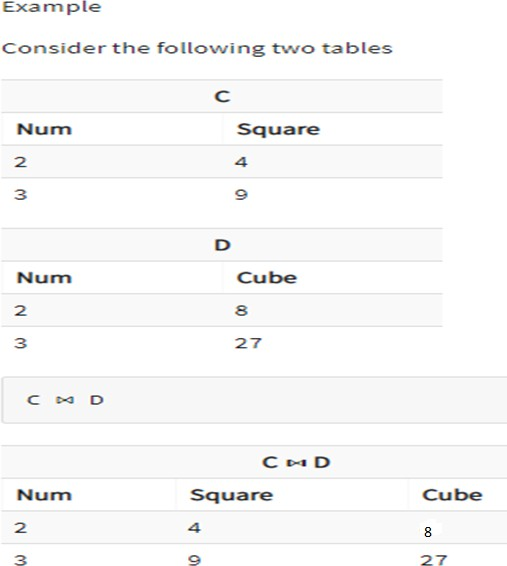 Example
Consider the following two tables
C
Num Square
2 4
3 9
D
Num Cube
2 8
3 27
C ⋈ D
C ⋈ D
Num Square Cube
2 4 8
3 9 27